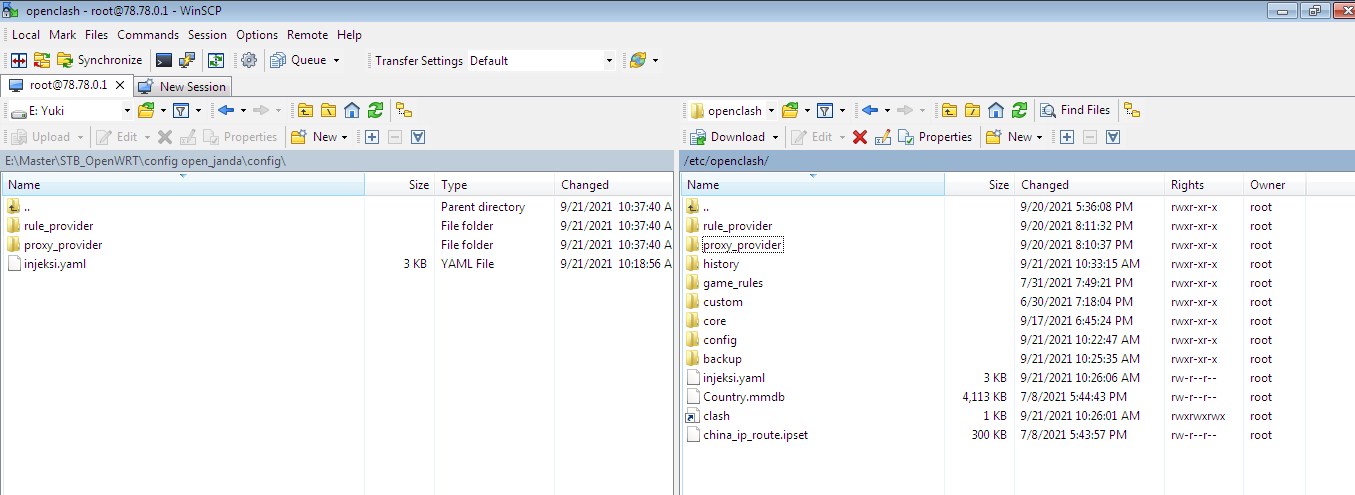 openclash - root@78.78.0.1 - WinSCP
Local Mark Files Commands Session Options Remote Help
Synchronize Queue Transfer Settings Default
root@78.78.0.1 New Session
E: Yuki openclash Find Files
Upload Edit Properties New Download Edit Properties New
E:\Master\STB_OpenWRT\config open_janda\config\ /etc/openclash/
Name Size Type Changed Name Size Changed Rights Owner
.. Parent directory 9/21/2021 10:37:40 A .. 9/20/2021 5:36:08 PM rwxr-xr-x root
rule_provider File folder 9/21/2021 10:37:40 A rule_provider 9/20/2021 8:11:32 PM rwxr-xr-x root
proxy_provider File folder 9/21/2021 10:37:40 A proxy_provider 9/20/2021 8:10:37 PM rwxr-xr-x root
injeksi.yaml 3 KB YAML File 9/21/2021 10:18:56 A history 9/21/2021 10:33:15 AM rwxr-xr-x root
game_rules 7/31/2021 7:49:21 PM rwxr-xr-x root
custom 6/30/2021 7:18:04 PM rwxr-xr-x root
core 9/17/2021 6:45:24 PM rwxr-xr-x root
config 9/21/2021 10:22:47 AM rwxr-xr-x root
backup 9/21/2021 10:25:35 AM rwxr-xr-x root
injeksi.yaml 3 KB 9/21/2021 10:26:06 AM rw-r--r-- root
Country.mmdb 4,113 KB 7/8/2021 5:44:43 PM rw-r--r-- root
clash 1 KB 9/21/2021 10:26:01 AM rwxrwxrwx root
china_ip_route.ipset 300 KB 7/8/2021 5:43:57 PM rw-r--r-- root